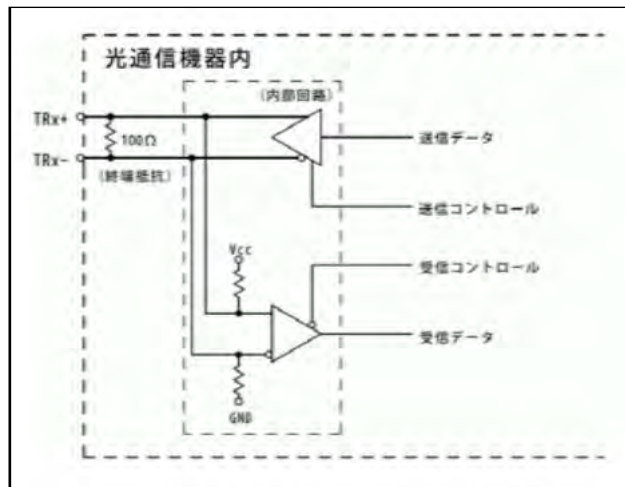 光通信機器内
(内部回路)
TRx+
100Ω
TRx-
(終端抵抗)
送信データ
送信コントロール
Vcc
受信コントロール
受信データ
GND